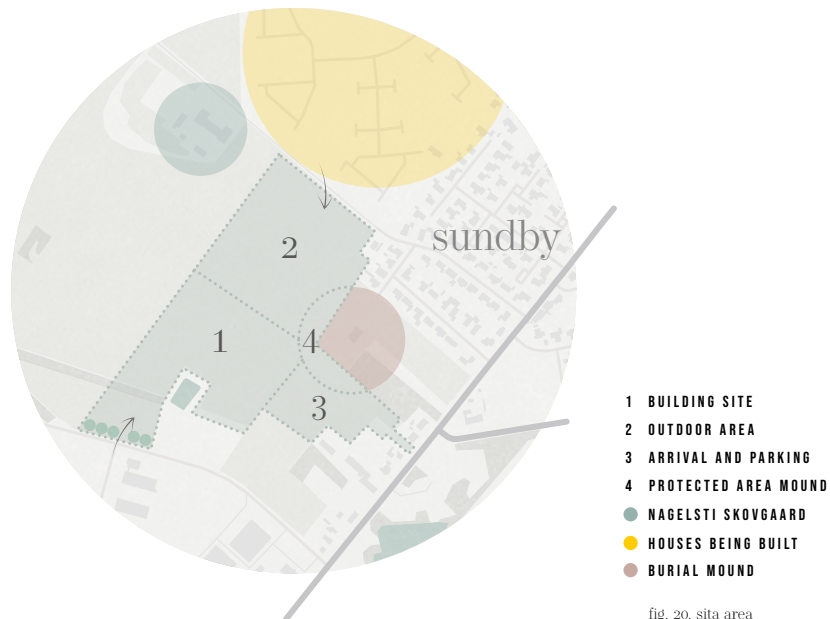 sundby
2
1
4
3
1 BUILDING SITE
2 OUTDOOR AREA
3 ARRIVAL AND PARKING
4 PROTECTED AREA MOUND
NAGELSTI SKOVGAARD
HOUSES BEING BUILT
BURIAL MOUND
fig. 20. sita area